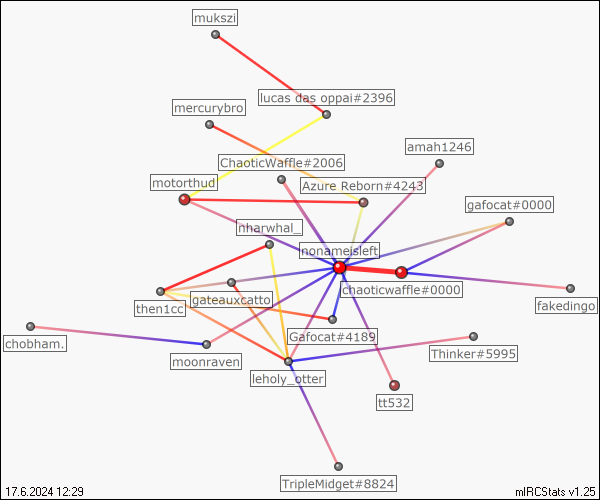 mukszi
lucas das oppai#2396
mercurybro
amah1246
ChaoticWaffle#2006
motorthud
Azure Reborn#4243
gafocat#0000
nharwhal_
nonameisleft
chaoticwaffle#0000
gateauxcatto
then1cc
fakedingo
Gafocat#4189
chobham.
Thinker#5995
moonraven
leholy_otter
tt532
TripleMidget#8824
17.6.2024 12:29
mIRCStats v1.25